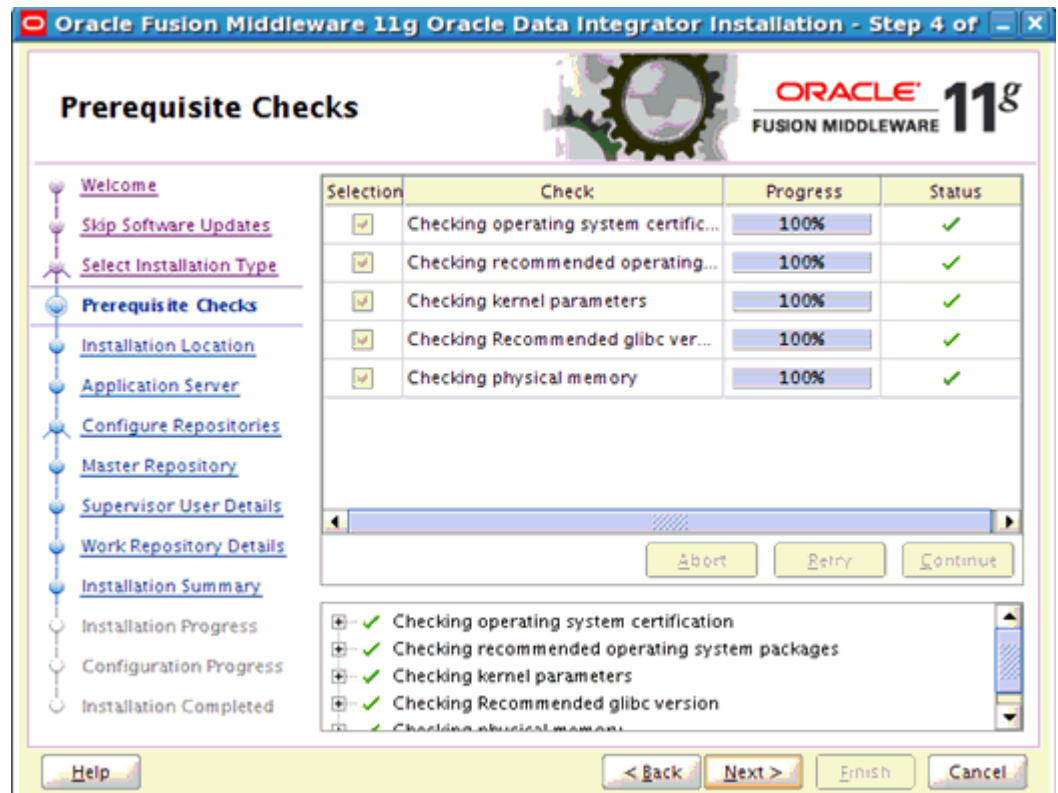 Oracle Fusion Middleware 11g Oracle Data Integrator Installation - Step 4 of
Prerequisite Checks
ORACLE
FUSION MIDDLEWARE 11g
Welcome
Skip Software Updates
Select Installation Type
Prerequisite Checks
Installation Location
Application Server
Configure Repositories
Master Repository
Supervisor User Details
Work Repository Details
Installation Summary
Installation Progress
Configuration Progress
Installation Completed
Selection Check Progress Status
Checking operating system certific... 100%
Checking recommended operating... 100%
Checking kernel parameters 100%
Checking Recommended glibc ver... 100%
Checking physical memory 100%
Abort Retry Continue
Checking operating system certification
Checking recommended operating system packages
Checking kernel parameters
Checking Recommended glibc version
Checking physical memory
Help < Back Next > Finish Cancel